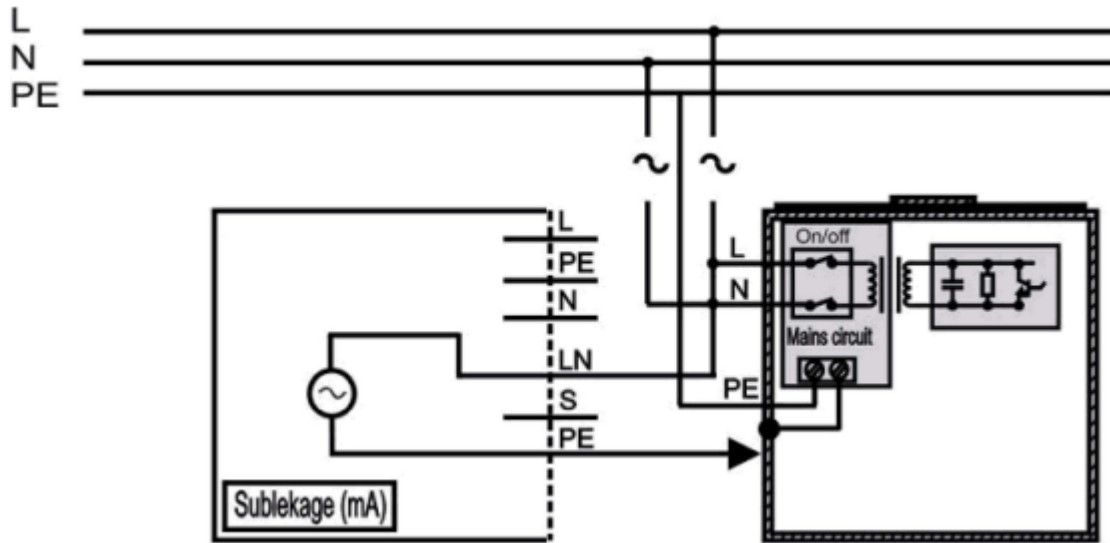 L
N
PE
L
PE
N
LN
S
PE
Sublekage (mA)
L
N
PE
On/off
Mains circuit